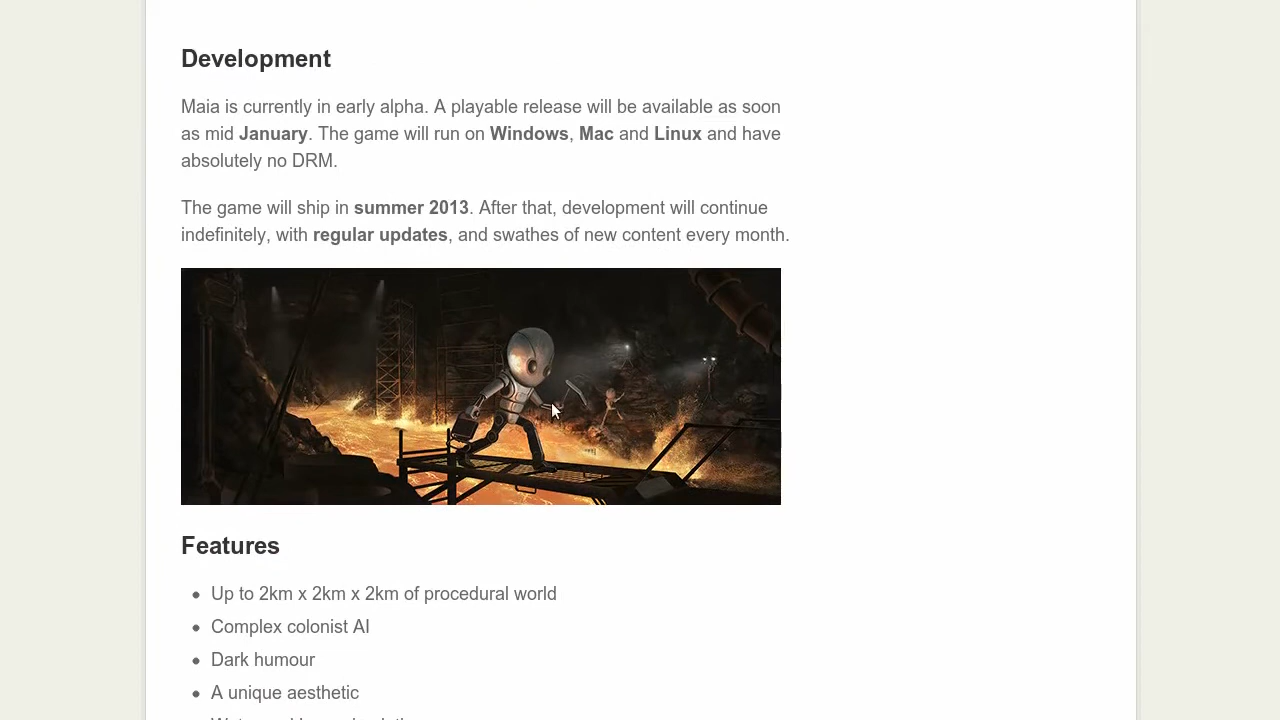 Development
Maia is currently in early alpha. A playable release will be available as soon
as mid January. The game will run on Windows, Mac and Linux and have
absolutely no DRM.
The game will ship in summer 2013. After that, development will continue
indefinitely, with regular updates, and swathes of new content every month.
Features
• Up to 2km x 2km x 2km of procedural world
• Complex colonist AI
• Dark humour
• A unique aesthetic